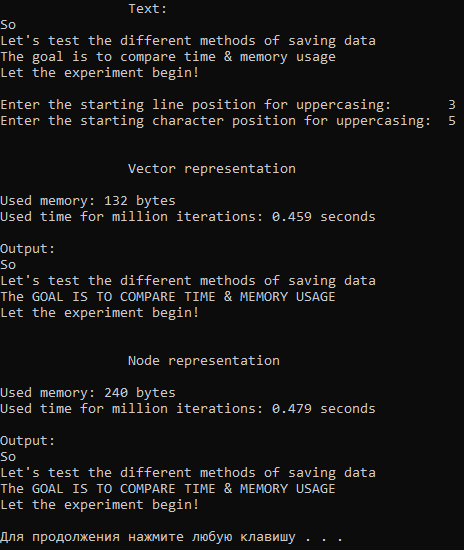 Text:
So
Let's test the different methods of saving data
The goal is to compare time & memory usage
Let the experiment begin!
Enter the starting line position for uppercasing: 3
Enter the starting character position for uppercasing: 5
Vector representation
Used memory: 132 bytes
Used time for million iterations: 0.459 seconds
Output:
So
Let's test the different methods of saving data
The GOAL IS TO COMPARE TIME & MEMORY USAGE
Let the experiment begin!
Node representation
Used memory: 240 bytes
Used time for million iterations: 0.479 seconds
Output:
So
Let's test the different methods of saving data
The GOAL IS TO COMPARE TIME & MEMORY USAGE
Let the experiment begin!
Для продолжения нажмите любую клавишу . . .